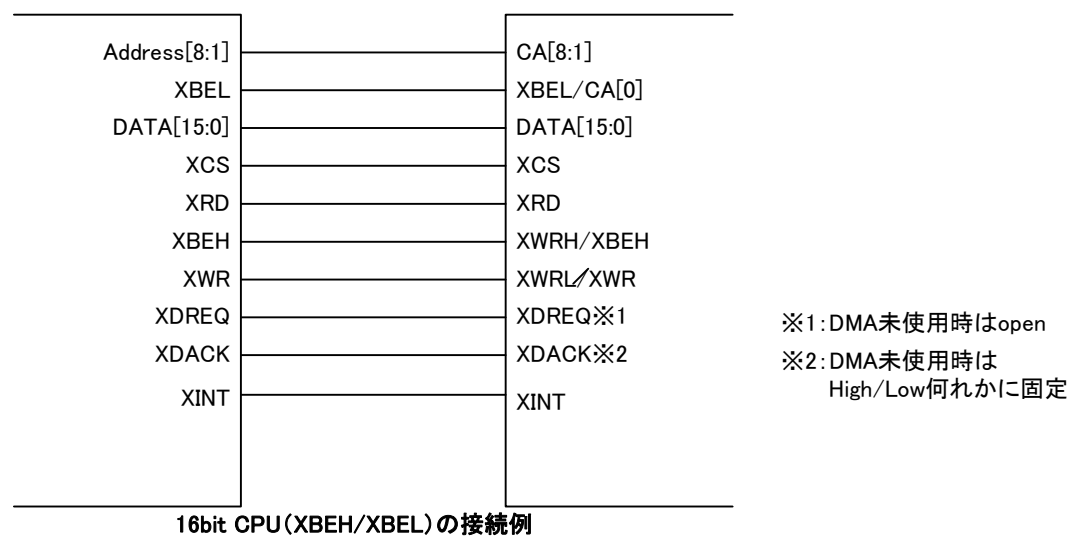 Address[8:1] CA[8:1]
XBEL XBEL/CA[0]
DATA[15:0] DATA[15:0]
XCS XCS
XRD XRD
XBEH XWRH/XBEH
XWR XWRL/XWR
XDREQ XDREQ※1
XDACK XDACK※2
XINT XINT
※1:DMA未使用時はopen
※2:DMA未使用時は
High/Low何れかに固定
16bit CPU(XBEH/XBEL)の接続例